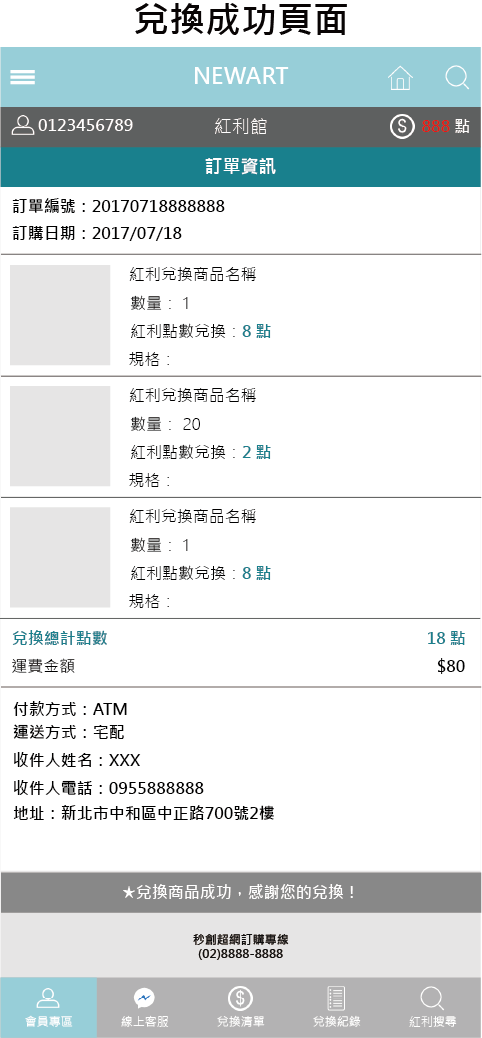 兌換成功頁面
NEWART
0123456789 紅利館 888 點
訂單資訊
訂單編號：20170718888888
訂購日期：2017/07/18
紅利兌換商品名稱
數量： 1
紅利點數兌換：8 點
規格：
紅利兌換商品名稱
數量： 20
紅利點數兌換：2 點
規格：
紅利兌換商品名稱
數量： 1
紅利點數兌換：8 點
規格：
兌換總計點數 18 點
運費金額 $80
付款方式：ATM
運送方式：宅配
收件人姓名：XXX
收件人電話：0955888888
地址：新北市中和區中正路700號2樓
★兌換商品成功，感謝您的兌換！
秒創超網訂購專線
(02)8888-8888
會員專區 線上客服 兌換清單 兌換紀錄 紅利搜尋